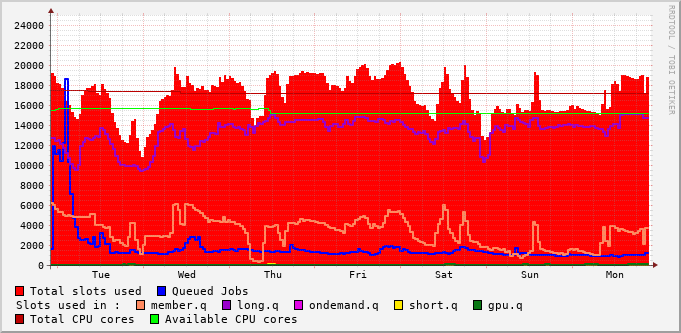 RRDTOOL / TOBI OETIKER
24000
22000
20000
18000
16000
14000
12000
10000
8000
6000
4000
2000
0
Tue Wed Thu Fri Sat Sun Mon
Total slots used Queued Jobs
Slots used in : member.q long.q ondemand.q short.q gpu.q
Total CPU cores Available CPU cores